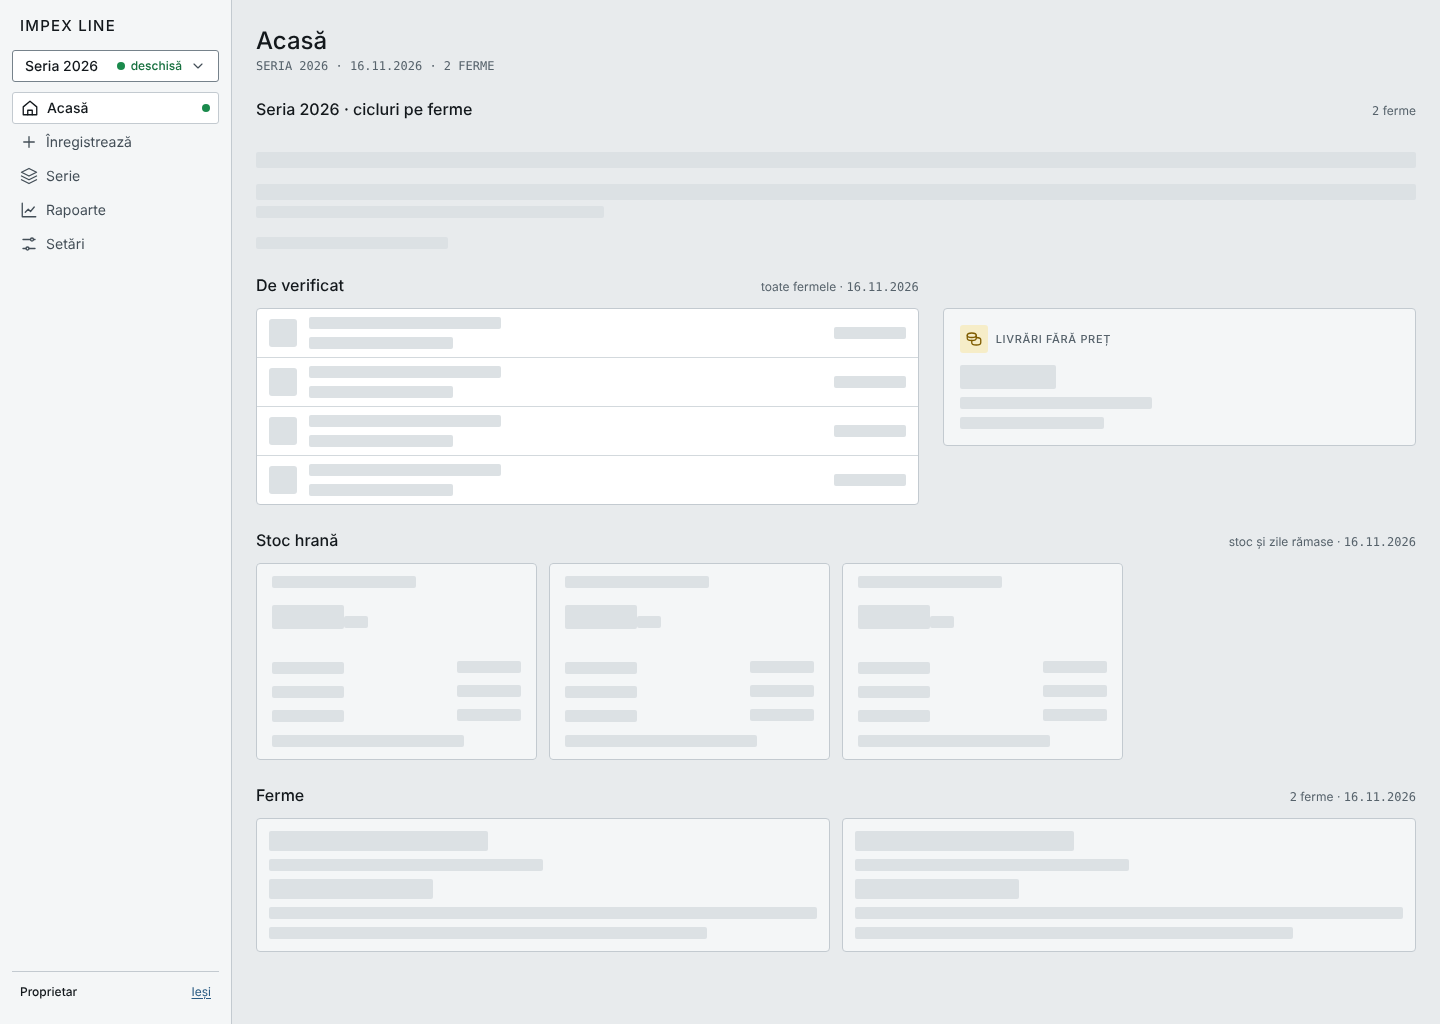 IMPEX LINE
Seria 2026 deschisă
Acasă
Înregistrează
Serie
Rapoarte
Setări
Proprietar Ieși
Acasă
SERIA 2026 · 16.11.2026 · 2 FERME
Seria 2026 · cicluri pe ferme 2 ferme
De verificat toate fermele · 16.11.2026
LIVRĂRI FĂRĂ PREȚ
Stoc hrană stoc și zile rămase · 16.11.2026
Ferme 2 ferme · 16.11.2026